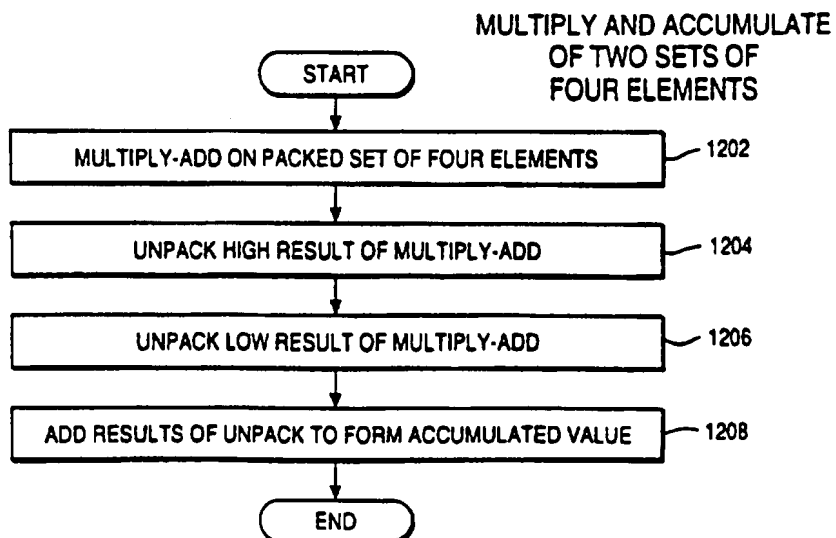 MULTIPLY AND ACCUMULATE
OF TWO SETS OF
FOUR ELEMENTS
START
MULTIPLY-ADD ON PACKED SET OF FOUR ELEMENTS
1202
UNPACK HIGH RESULT OF MULTIPLY-ADD
1204
UNPACK LOW RESULT OF MULTIPLY-ADD
1206
ADD RESULTS OF UNPACK TO FORM ACCUMULATED VALUE
1208
END